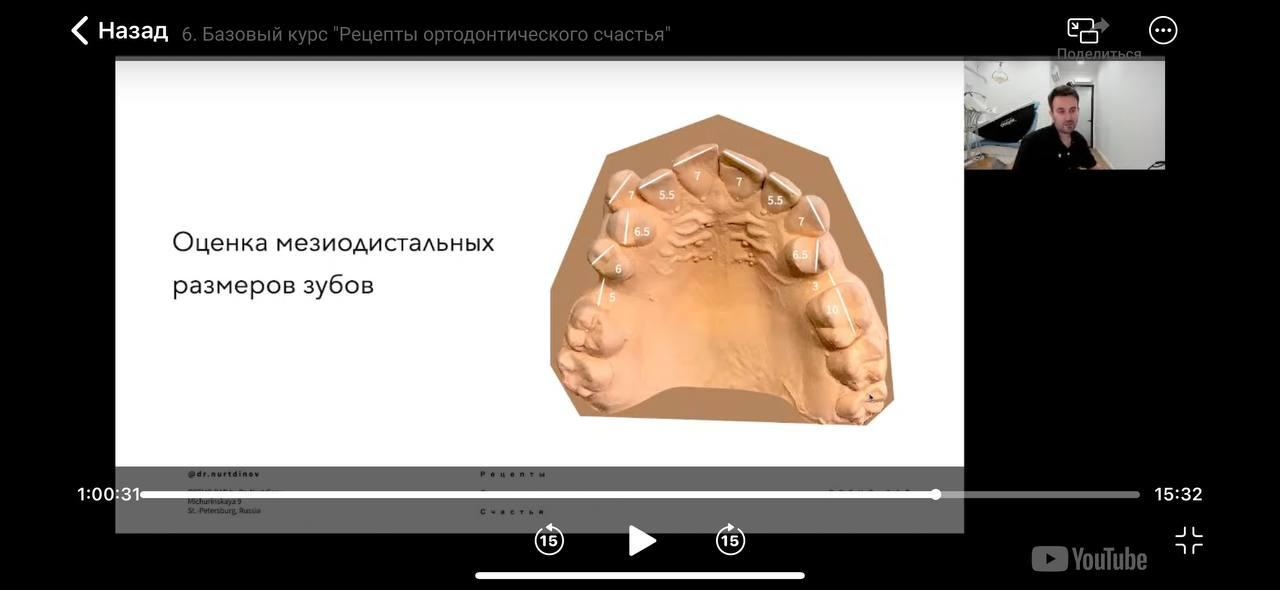 Назад
6. Базовый курс "Рецепты ортодонтического счастья"
Поделиться
Оценка мезиодистальных
размеров зубов
7
7
5.5
5.5
7
7
6.5
6.5
6
3
5
10
@dr.nurtdinov
Рецепты
Michurinskaya 9
St.-Petersburg, Russia
Счастья
1:00:31
15:32
15
15
YouTube